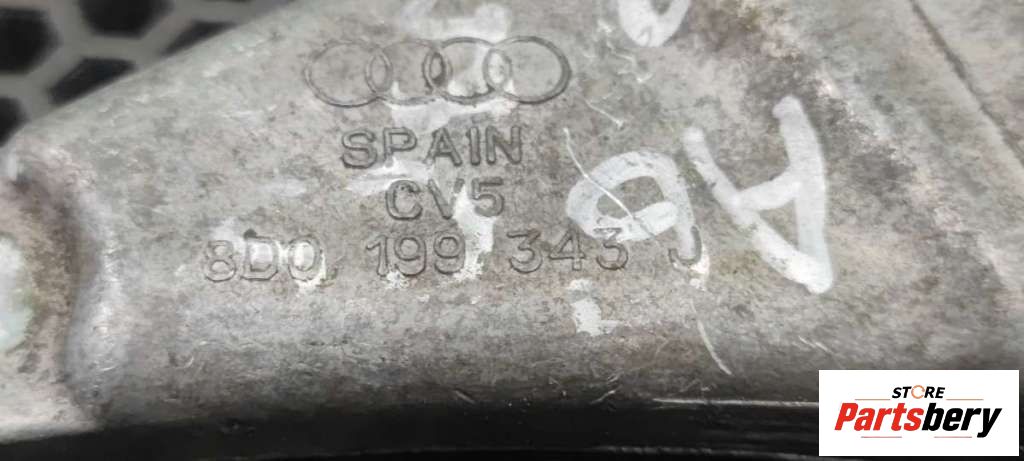 SPAIN
CV5
8D0 199 343 J
A6
STORE
Partsbery